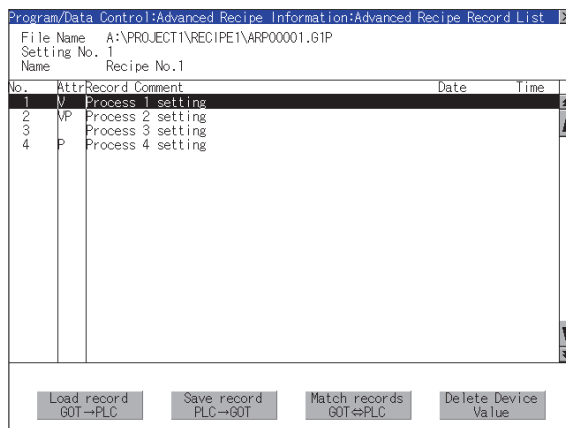 Program/Data Control:Advanced Recipe Information:Advanced Recipe Record List
File Name A:\PROJECT1\RECIPE1\ARP00001.G1P
Setting No. 1
Name Recipe No.1
No. Attr Record Comment Date Time
1 V Process 1 setting
2 VP Process 2 setting
3 Process 3 setting
4 P Process 4 setting
Load record Save record Match records Delete Device
GOT→PLC PLC→GOT GOT⇔PLC Value